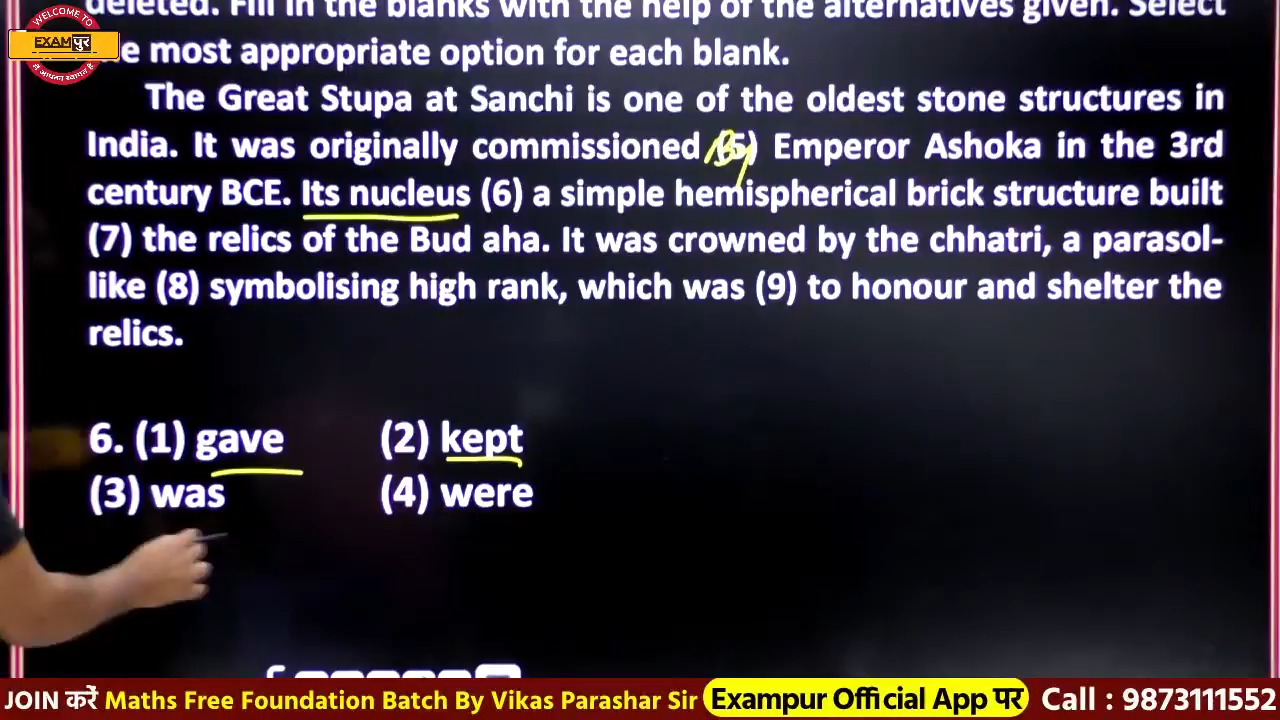 deleted. Fill in the blanks with the help of the alternatives given. Select
WELCOME TO
EXAMपुर
में आपका स्वागत है
the most appropriate option for each blank.
The Great Stupa at Sanchi is one of the oldest stone structures in
India. It was originally commissioned (5) By Emperor Ashoka in the 3rd
century BCE. Its nucleus (6) a simple hemispherical brick structure built
(7) the relics of the Bud aha. It was crowned by the chhatri, a parasol-
like (8) symbolising high rank, which was (9) to honour and shelter the
relics.
6. (1) gave (2) kept
(3) was (4) were
JOIN करें Maths Free Foundation Batch By Vikas Parashar Sir Exampur Official App पर Call : 9873111552